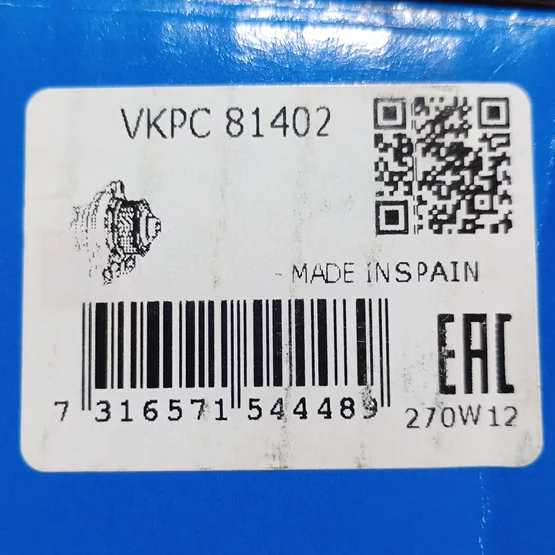 VKPC 81402
MADE IN SPAIN
EAC
7 316571 544489
270W12